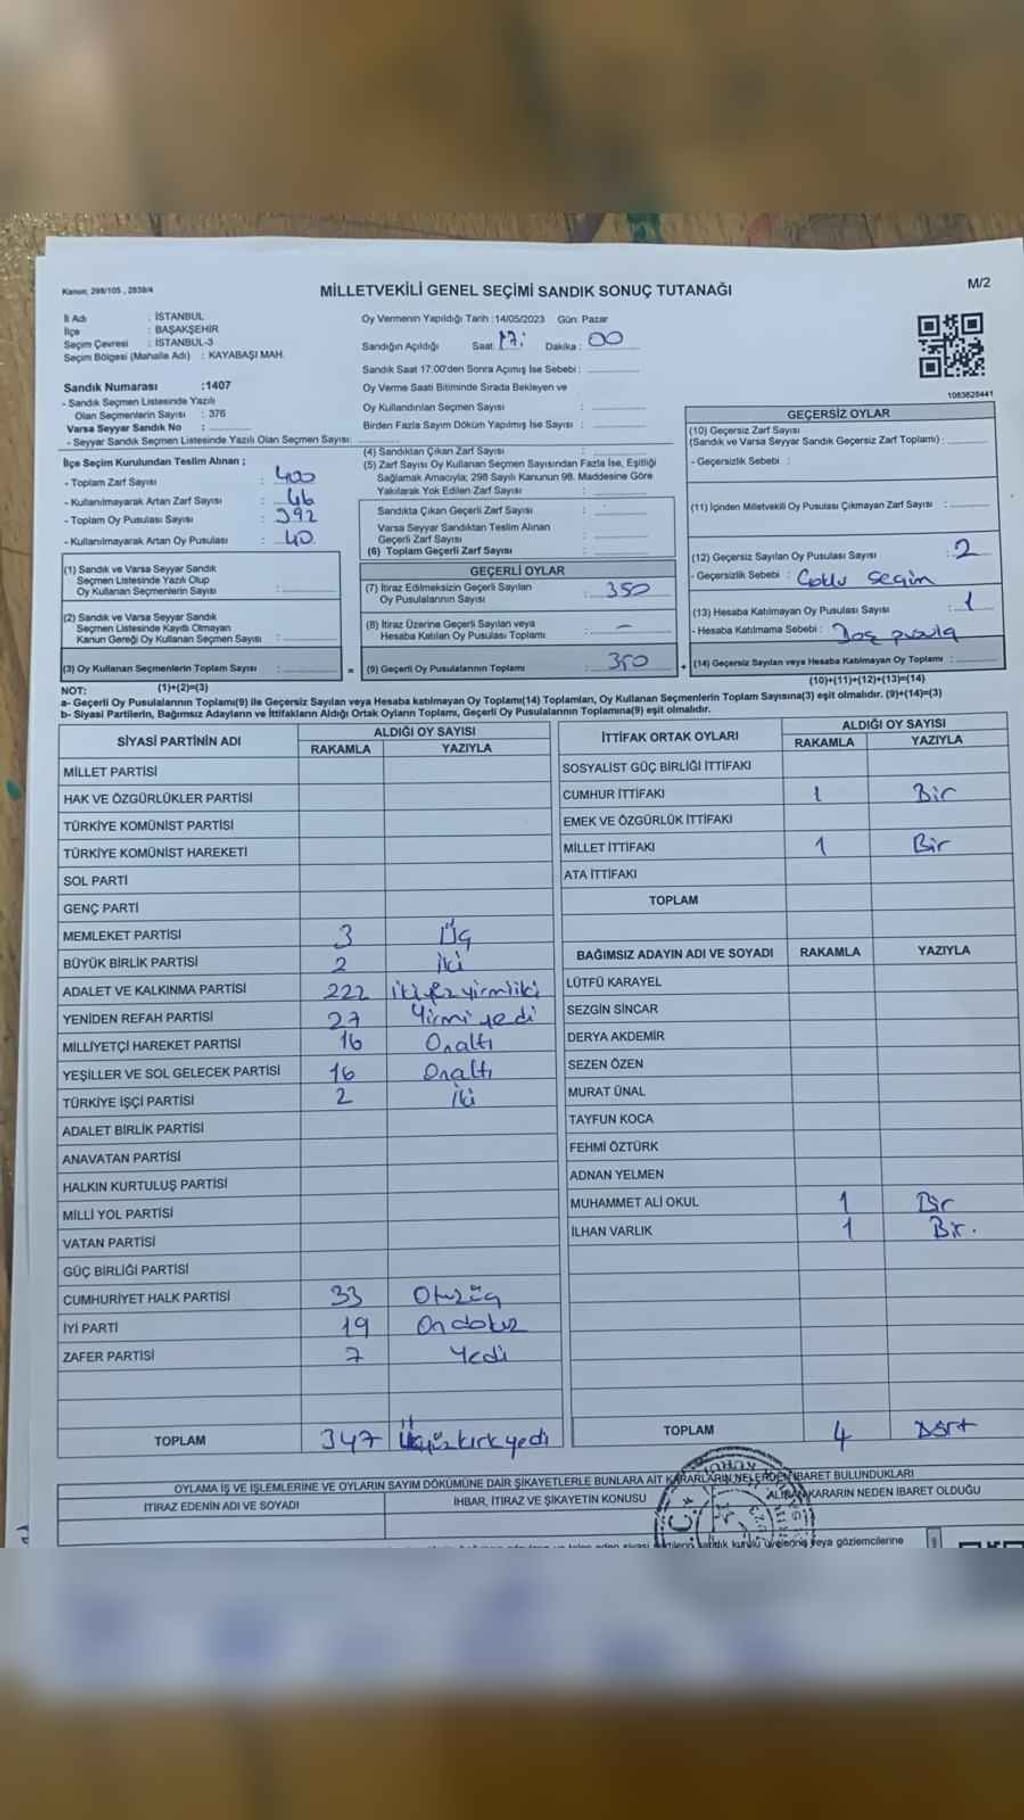 Kanun: 298/105 , 2839/4
MİLLETVEKİLİ GENEL SEÇİMİ SANDIK SONUÇ TUTANAĞI
M/2
İl Adı : İSTANBUL
İlçe : BAŞAKŞEHİR
Seçim Çevresi : İSTANBUL-3
Seçim Bölgesi (Mahalle Adı) : KAYABAŞI MAH.
Oy Vermenin Yapıldığı Tarih :14/05/2023 Gün: Pazar
Sandığın Açıldığı Saat 17: Dakika : 00
Sandık Saat 17:00'den Sonra Açımış İse Sebebi :
Oy Verme Saati Bitiminde Sırada Bekleyen ve
Oy Kullandırılan Seçmen Sayısı :
Birden Fazla Sayım Döküm Yapılmış İse Sayısı :
1083628441
Sandık Numarası :1407
- Sandık Seçmen Listesinde Yazılı
Olan Seçmenlerin Sayısı : 376
Varsa Seyyar Sandık No :
- Seyyar Sandık Seçmen Listesinde Yazılı Olan Seçmen Sayısı:
İlçe Seçim Kurulundan Teslim Alınan ;
- Toplam Zarf Sayısı : 400
- Kullanılmayarak Artan Zarf Sayısı : 46
- Toplam Oy Pusulası Sayısı : 392
- Kullanılmayarak Artan Oy Pusulası : 40
(1) Sandık ve Varsa Seyyar Sandık
Seçmen Listesinde Yazılı Olup
Oy Kullanan Seçmenlerin Sayısı :
(2) Sandık ve Varsa Seyyar Sandık
Seçmen Listesinde Kayıtlı Olmayan
Kanun Gereği Oy Kullanan Seçmen Sayısı :
(3) Oy Kullanan Seçmenlerin Toplam Sayısı :
(4) Sandıktan Çıkan Zarf Sayısı :
(5) Zarf Sayısı Oy Kullanan Seçmen Sayısından Fazla İse, Eşitliği
Sağlamak Amacıyla; 298 Sayılı Kanunun 98. Maddesine Göre
Yakılarak Yok Edilen Zarf Sayısı :
Sandıkta Çıkan Geçerli Zarf Sayısı :
Varsa Seyyar Sandıktan Teslim Alınan
Geçerli Zarf Sayısı :
(6) Toplam Geçerli Zarf Sayısı :
GEÇERLİ OYLAR
(7) İtiraz Edilmeksizin Geçerli Sayılan
Oy Pusulalarının Sayısı : 350
(8) İtiraz Üzerine Geçerli Sayılan veya
Hesaba Katılan Oy Pusulası Toplamı : –
= (9) Geçerli Oy Pusulalarının Toplamı : 350 +
GEÇERSİZ OYLAR
(10) Geçersiz Zarf Sayısı
(Sandık ve Varsa Seyyar Sandık Geçersiz Zarf Toplamı) :
- Geçersizlik Sebebi :
(11) İçinden Milletvekili Oy Pusulası Çıkmayan Zarf Sayısı :
(12) Geçersiz Sayılan Oy Pusulası Sayısı : 2
- Geçersizlik Sebebi : Çoklu Seçim
(13) Hesaba Katılmayan Oy Pusulası Sayısı : 1
- Hesaba Katılmama Sebebi : Boş pusula
(14) Geçersiz Sayılan veya Hesaba Katılmayan Oy Toplamı :
NOT: (1)+(2)=(3)
(10)+(11)+(12)+(13)=(14)
a- Geçerli Oy Pusulalarının Toplamı(9) ile Geçersiz Sayılan veya Hesaba katılmayan Oy Toplamı(14) Toplamları, Oy Kullanan Seçmenlerin Toplam Sayısına(3) eşit olmalıdır. (9)+(14)=(3)
b- Siyasi Partilerin, Bağımsız Adayların ve İttifakların Aldığı Ortak Oyların Toplamı, Geçerli Oy Pusulalarının Toplamına(9) eşit olmalıdır.
SİYASİ PARTİNİN ADI ALDIĞI OY SAYISI
RAKAMLA YAZIYLA
MİLLET PARTİSİ
HAK VE ÖZGÜRLÜKLER PARTİSİ
TÜRKİYE KOMÜNİST PARTİSİ
TÜRKİYE KOMÜNİST HAREKETİ
SOL PARTİ
GENÇ PARTİ
MEMLEKET PARTİSİ 3 Üç
BÜYÜK BİRLİK PARTİSİ 2 İki
ADALET VE KALKINMA PARTİSİ 222 İkiyüzyirmiiki
YENİDEN REFAH PARTİSİ 27 Yirmi yedi
MİLLİYETÇİ HAREKET PARTİSİ 16 Onaltı
YEŞİLLER VE SOL GELECEK PARTİSİ 16 Onaltı
TÜRKİYE İŞÇİ PARTİSİ 2 İki
ADALET BİRLİK PARTİSİ
ANAVATAN PARTİSİ
HALKIN KURTULUŞ PARTİSİ
MİLLİ YOL PARTİSİ
VATAN PARTİSİ
GÜÇ BİRLİĞİ PARTİSİ
CUMHURİYET HALK PARTİSİ 33 Otuzüç
İYİ PARTİ 19 Ondokuz
ZAFER PARTİSİ 7 Yedi
TOPLAM 347 Üçyüzkırkyedi
İTTİFAK ORTAK OYLARI ALDIĞI OY SAYISI
RAKAMLA YAZIYLA
SOSYALİST GÜÇ BİRLİĞİ İTTİFAKI
CUMHUR İTTİFAKI 1 Bir
EMEK VE ÖZGÜRLÜK İTTİFAKI
MİLLET İTTİFAKI 1 Bir
ATA İTTİFAKI
TOPLAM
BAĞIMSIZ ADAYIN ADI VE SOYADI RAKAMLA YAZIYLA
LÜTFÜ KARAYEL
SEZGİN SİNCAR
DERYA AKDEMİR
SEZEN ÖZEN
MURAT ÜNAL
TAYFUN KOCA
FEHMİ ÖZTÜRK
ADNAN YELMEN
MUHAMMET ALİ OKUL 1 Bir
İLHAN VARLIK 1 Bir.
TOPLAM 4 Dört
OYLAMA İŞ VE İŞLEMLERİNE VE OYLARIN SAYIM DÖKÜMÜNE DAİR ŞİKAYETLERLE BUNLARA AİT KARARLARIN NELERDEN İBARET BULUNDUKLARI
İTİRAZ EDENİN ADI VE SOYADI İHBAR, İTİRAZ VE ŞİKAYETİN KONUSU KARARIN NEDEN İBARET OLDUĞU
sandık kurulu üyelerine veya gözlemcilerine